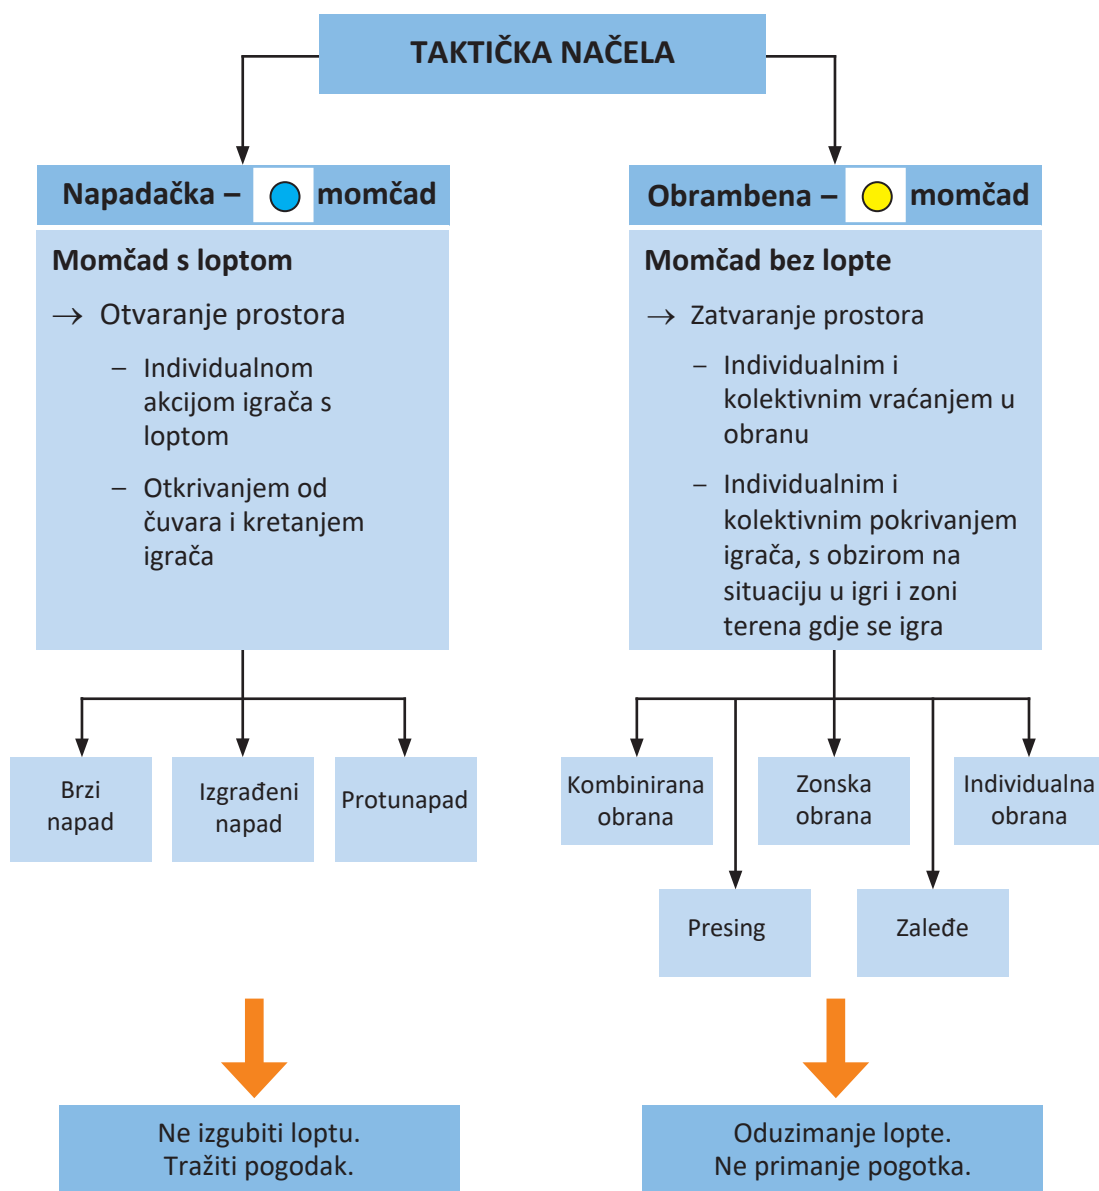 TAKTIČKA NAČELA
Napadačka – momčad
Momčad s loptom
→ Otvaranje prostora
– Individualnom
akcijom igrača s
loptom
– Otkrivanjem od
čuvara i kretanjem
igrača
Obrambena – momčad
Momčad bez lopte
→ Zatvaranje prostora
– Individualnim i
kolektivnim vraćanjem u
obranu
– Individualnim i
kolektivnim pokrivanjem
igrača, s obzirom na
situaciju u igri i zoni
terena gdje se igra
Brzi
napad
Izgrađeni
napad
Protunapad
Kombinirana
obrana
Zonska
obrana
Individualna
obrana
Presing
Zaleđe
Ne izgubiti loptu.
Tražiti pogodak.
Oduzimanje lopte.
Ne primanje pogotka.